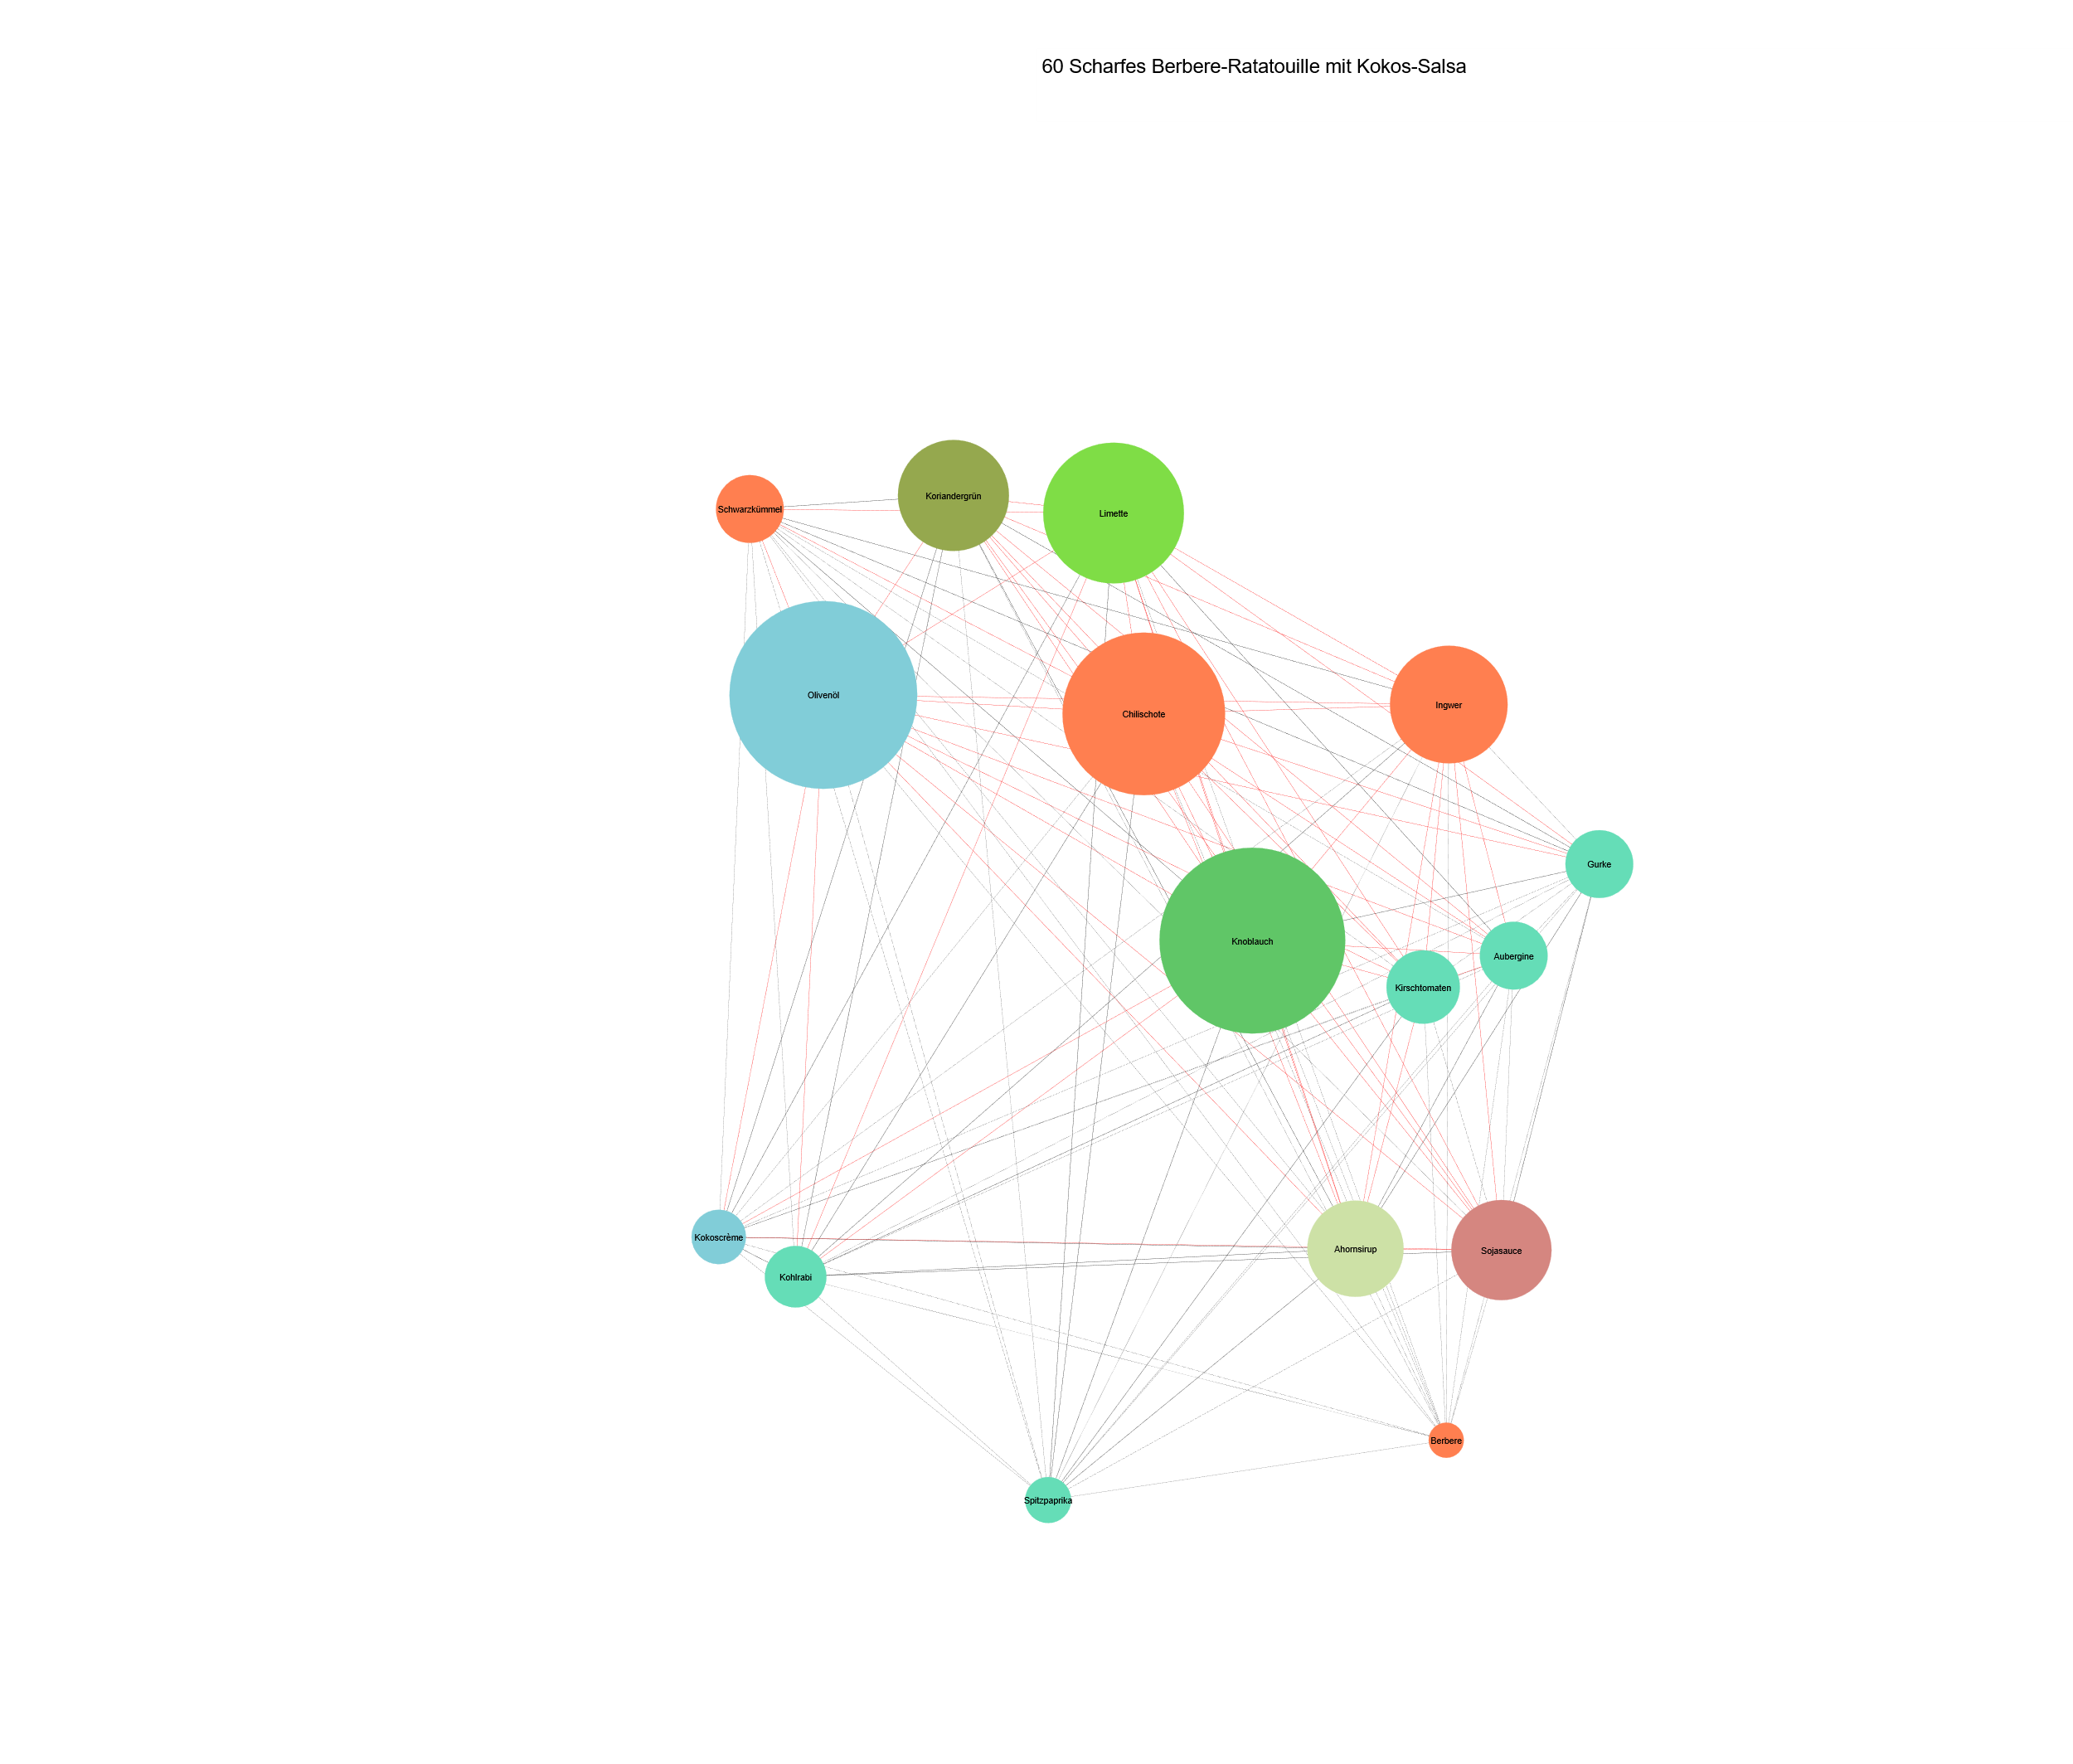 60 Scharfes Berbere-Ratatouille mit Kokos-Salsa
Koriandergrün
Schwarzkümmel
Limette
Olivenöl
Ingwer
Chilischote
Gurke
Knoblauch
Aubergine
Kirschtomaten
Kokoscrème
Ahornsirup
Sojasauce
Kohlrabi
Berbere
Spitzpaprika